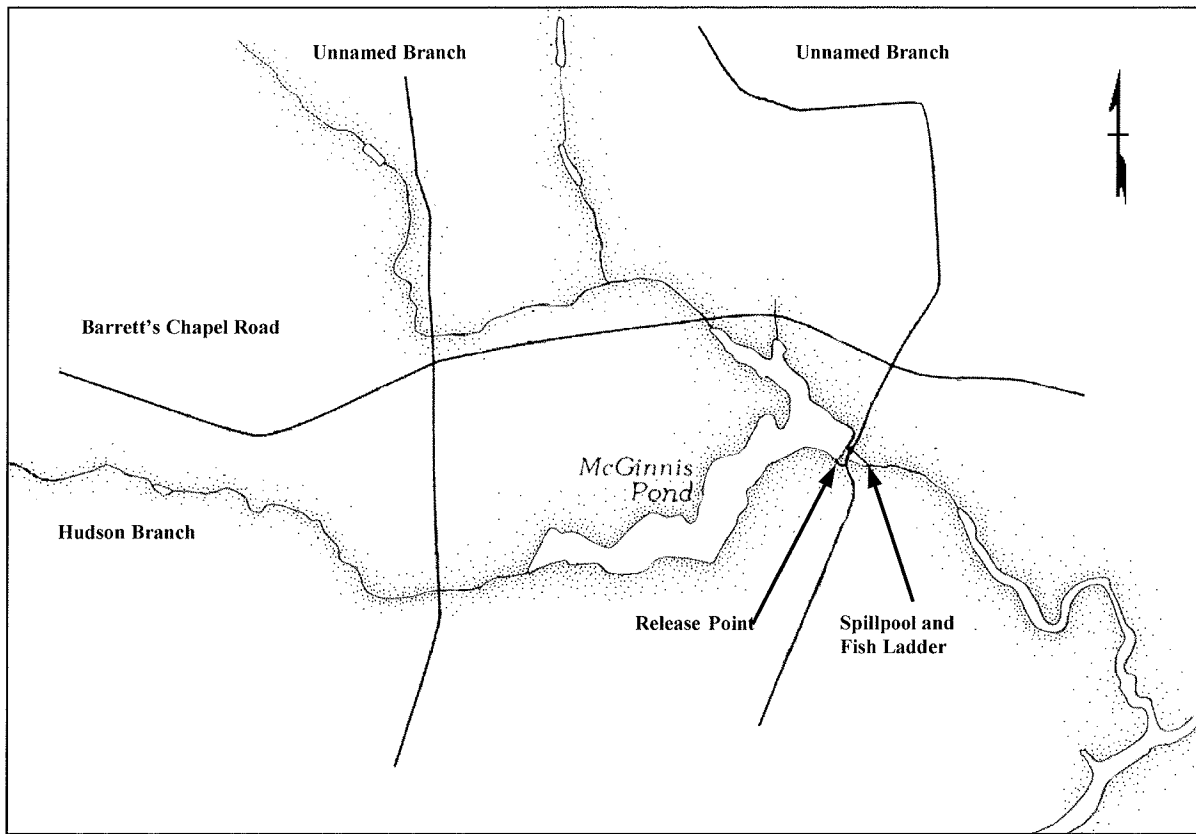 Unnamed Branch
Unnamed Branch
Barrett's Chapel Road
McGinnis
Pond
Hudson Branch
Release Point
Spillpool and
Fish Ladder